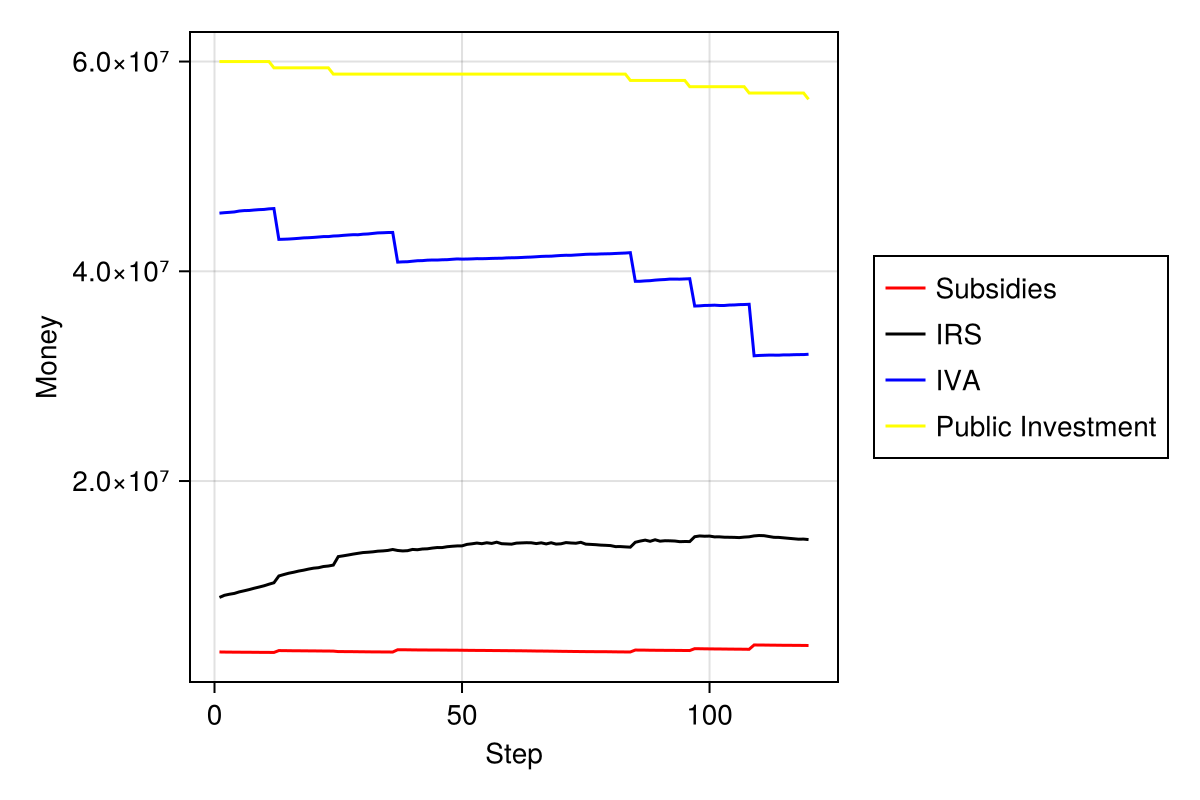 6.0×10⁷
4.0×10⁷
2.0×10⁷
Money
0
50
100
Step
Subsidies
IRS
IVA
Public Investment